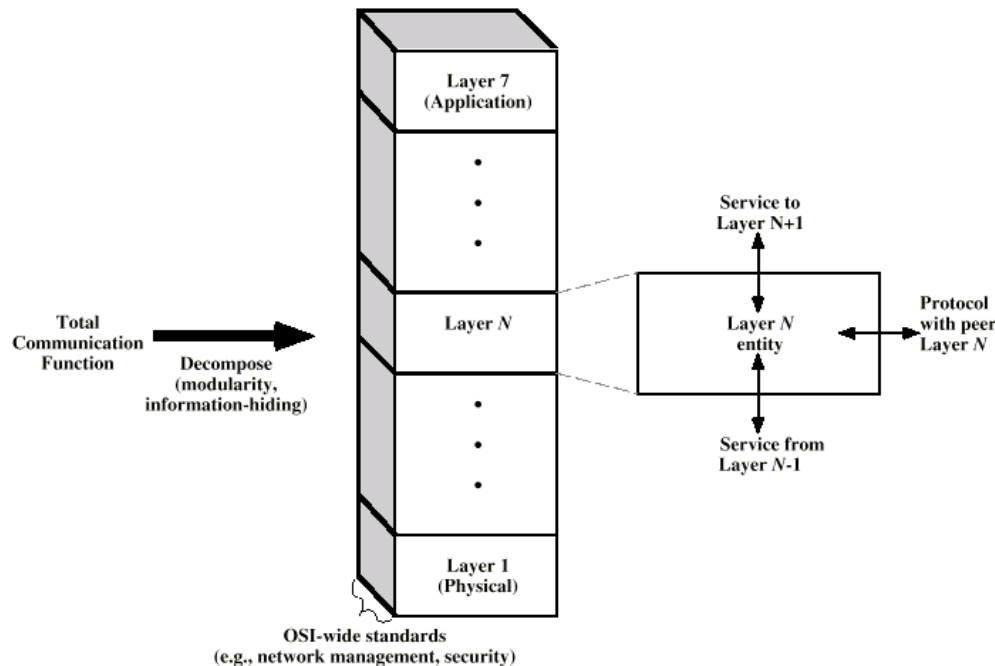 Layer 7
(Application)
Service to
Layer N+1
Total
Communication
Function
Decompose
(modularity,
information-hiding)
Layer N
Layer N
entity
Protocol
with peer
Layer N
Service from
Layer N-1
Layer 1
(Physical)
OSI-wide standards
(e.g., network management, security)